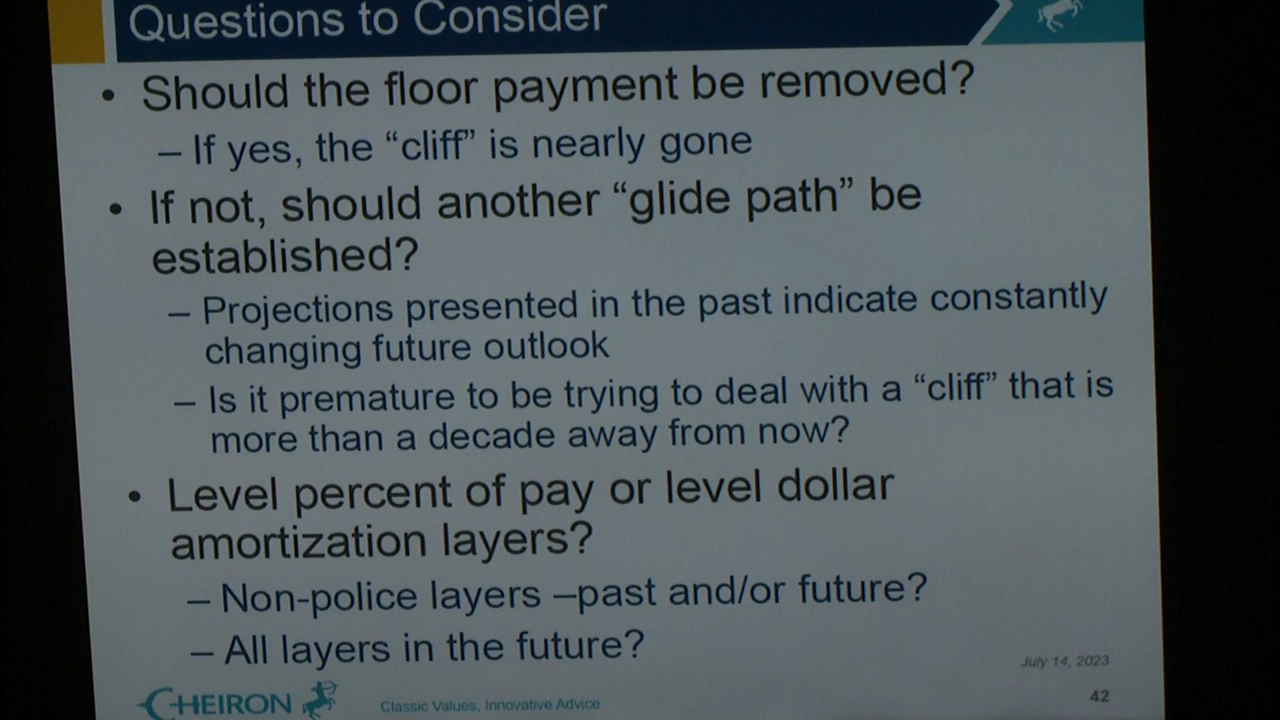 Questions to Consider
• Should the floor payment be removed?
– If yes, the “cliff” is nearly gone
• If not, should another “glide path” be
established?
– Projections presented in the past indicate constantly
changing future outlook
– Is it premature to be trying to deal with a “cliff” that is
more than a decade away from now?
• Level percent of pay or level dollar
amortization layers?
– Non-police layers –past and/or future?
– All layers in the future?
July 14, 2023
CHEIRON
Classic Values, Innovative Advice
42